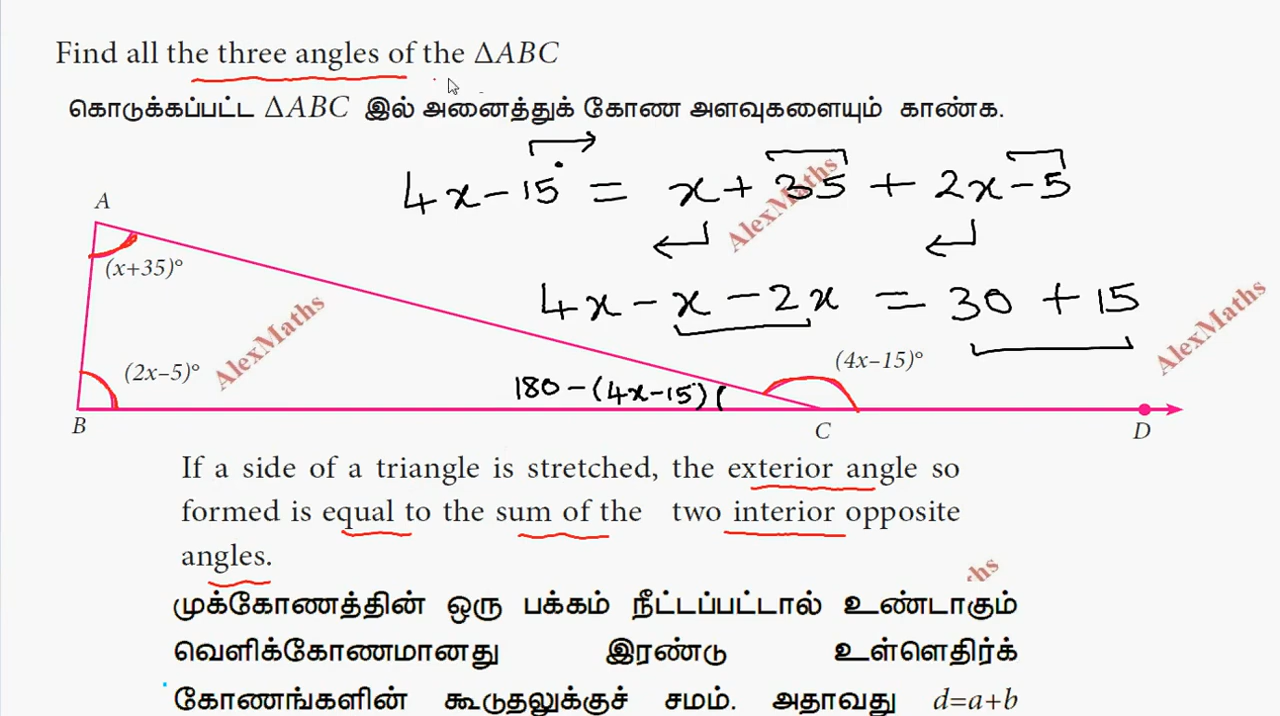 Find all the three angles of the ΔABC
கொடுக்கப்பட்ட ΔABC இல் அனைத்துக் கோண அளவுகளையும் காண்க.
4x - 15 = x + 35 + 2x - 5
AlexMaths
A
(x+35)°
4x - x - 2x = 30 + 15
AlexMaths
AlexMaths
(2x–5)°
(4x–15)°
180 - (4x - 15)
B
C
D
If a side of a triangle is stretched, the exterior angle so
formed is equal to the sum of the two interior opposite
angles.
ths
முக்கோணத்தின் ஒரு பக்கம் நீட்டப்பட்டால் உண்டாகும்
வெளிக்கோணமானது இரண்டு உள்ளெதிர்க்
கோணங்களின் கூடுதலுக்குச் சமம். அதாவது d=a+b